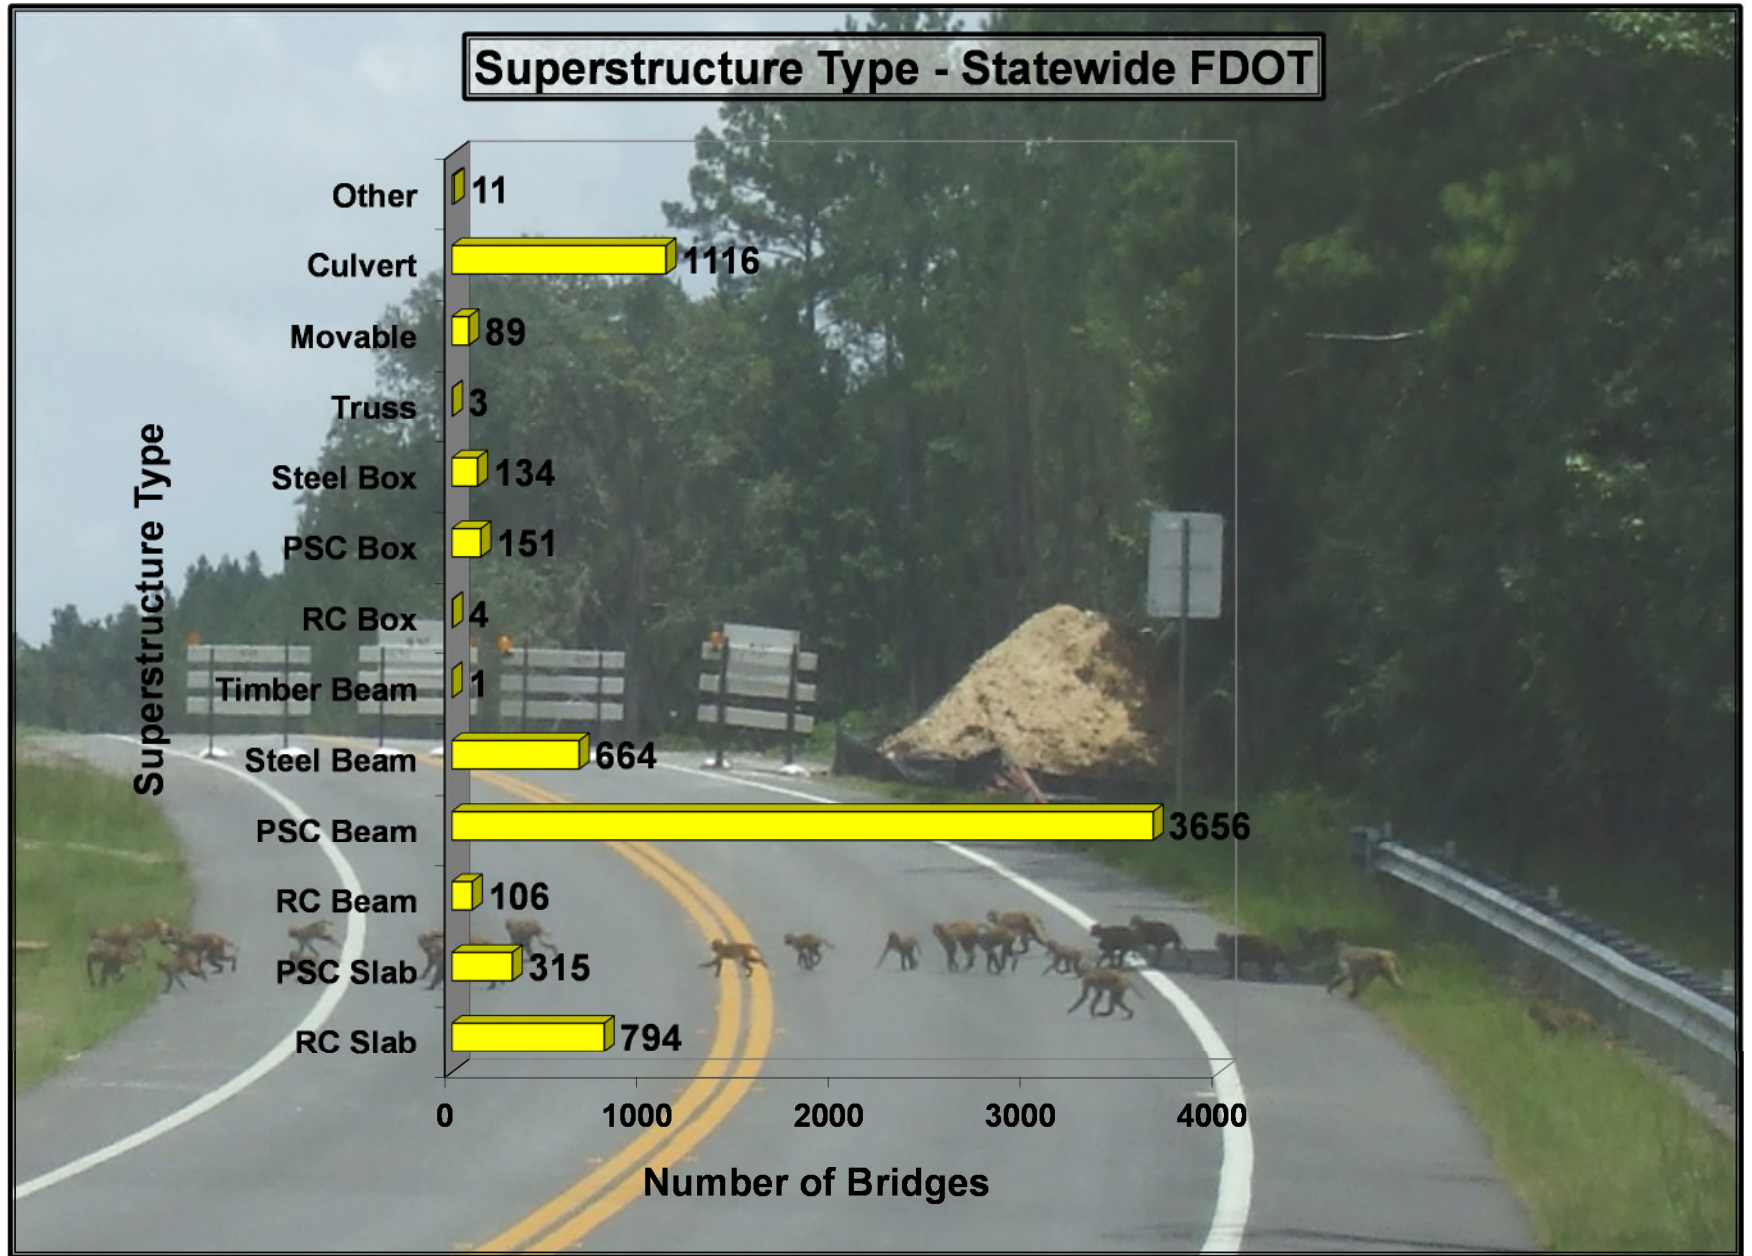 Superstructure Type - Statewide FDOT
Superstructure Type
Other 11
Culvert 1116
Movable 89
Truss 3
Steel Box 134
PSC Box 151
RC Box 4
Timber Beam 1
Steel Beam 664
PSC Beam 3656
RC Beam 106
PSC Slab 315
RC Slab 794
0 1000 2000 3000 4000
Number of Bridges